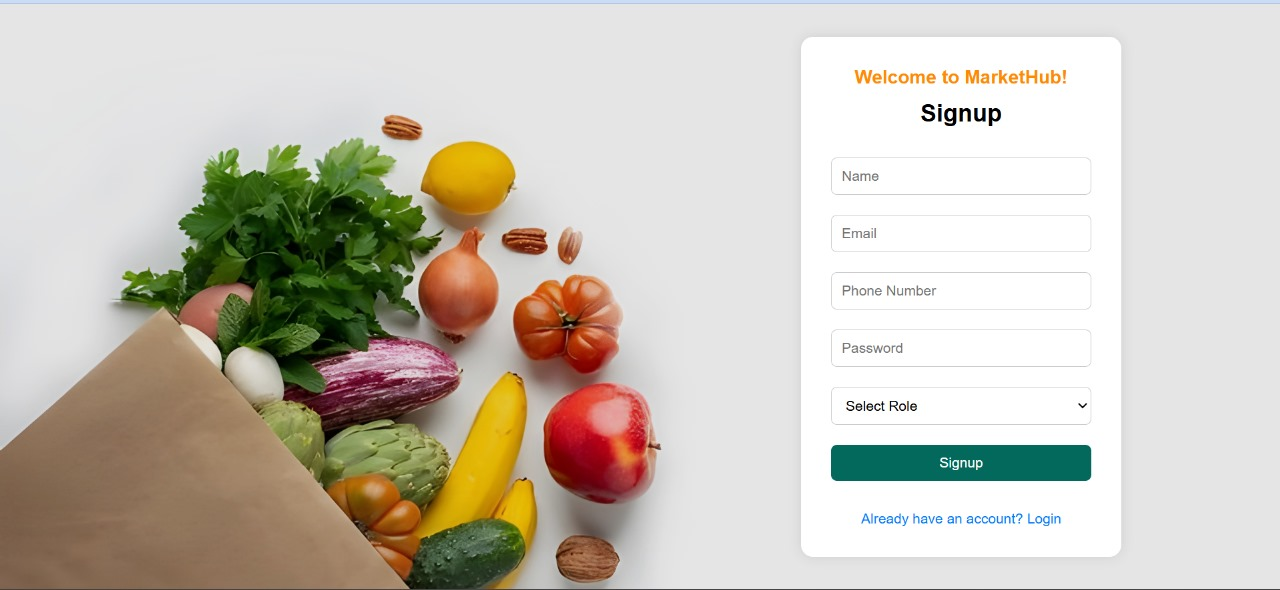 Welcome to MarketHub!
Signup
Name
Email
Phone Number
Password
Select Role
Signup
Already have an account? Login